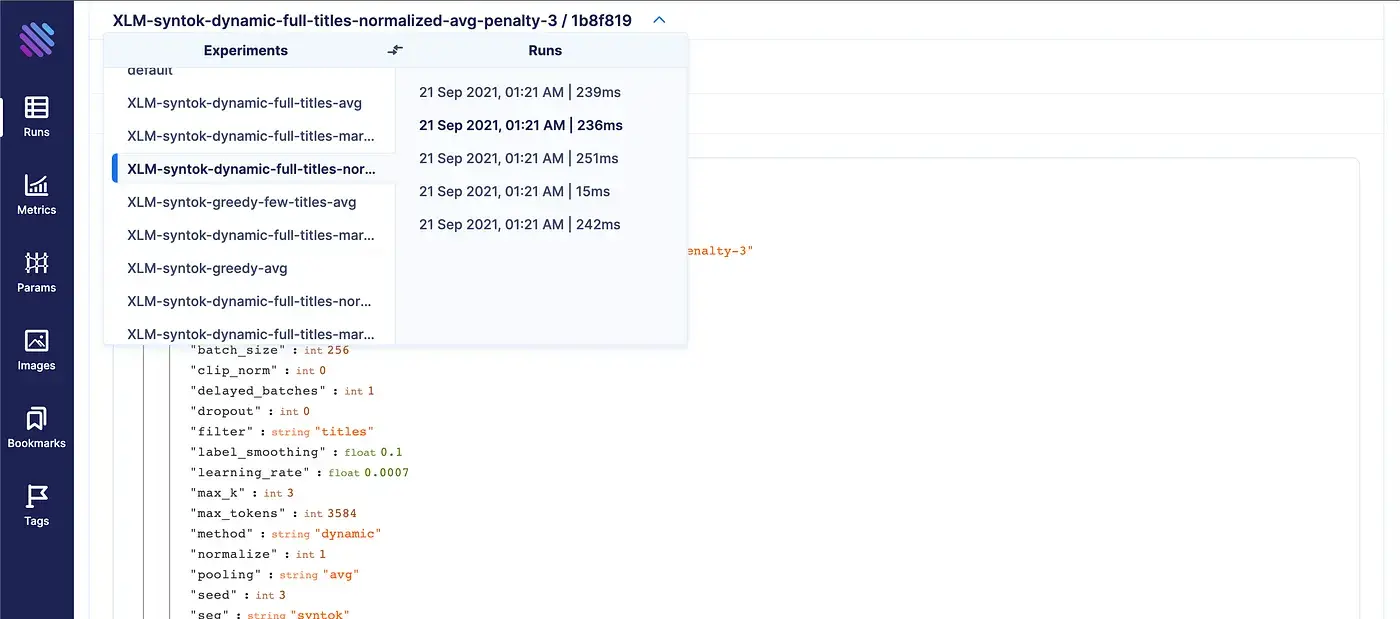 XLM-syntok-dynamic-full-titles-normalized-avg-penalty-3 / 1b8f819
Experiments
Runs
default
XLM-syntok-dynamic-full-titles-avg
XLM-syntok-dynamic-full-titles-mar...
XLM-syntok-dynamic-full-titles-nor...
XLM-syntok-greedy-few-titles-avg
XLM-syntok-dynamic-full-titles-mar...
XLM-syntok-greedy-avg
XLM-syntok-dynamic-full-titles-nor...
XLM-syntok-dynamic-full-titles-mar...
21 Sep 2021, 01:21 AM | 239ms
21 Sep 2021, 01:21 AM | 236ms
21 Sep 2021, 01:21 AM | 251ms
21 Sep 2021, 01:21 AM | 15ms
21 Sep 2021, 01:21 AM | 242ms
enalty-3"
"batch_size" : int 256
"clip_norm" : int 0
"delayed_batches" : int 1
"dropout" : int 0
"filter" : string "titles"
"label_smoothing" : float 0.1
"learning_rate" : float 0.0007
"max_k" : int 3
"max_tokens" : int 3584
"method" : string "dynamic"
"normalize" : int 1
"pooling" : string "avg"
"seed" : int 3
"seg" : string "syntok"
Runs
Metrics
Params
Images
Bookmarks
Tags